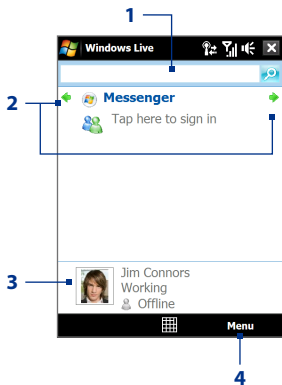 1
Windows Live
2
Messenger
Tap here to sign in
3
Jim Connors
Working
Offline
Menu
4